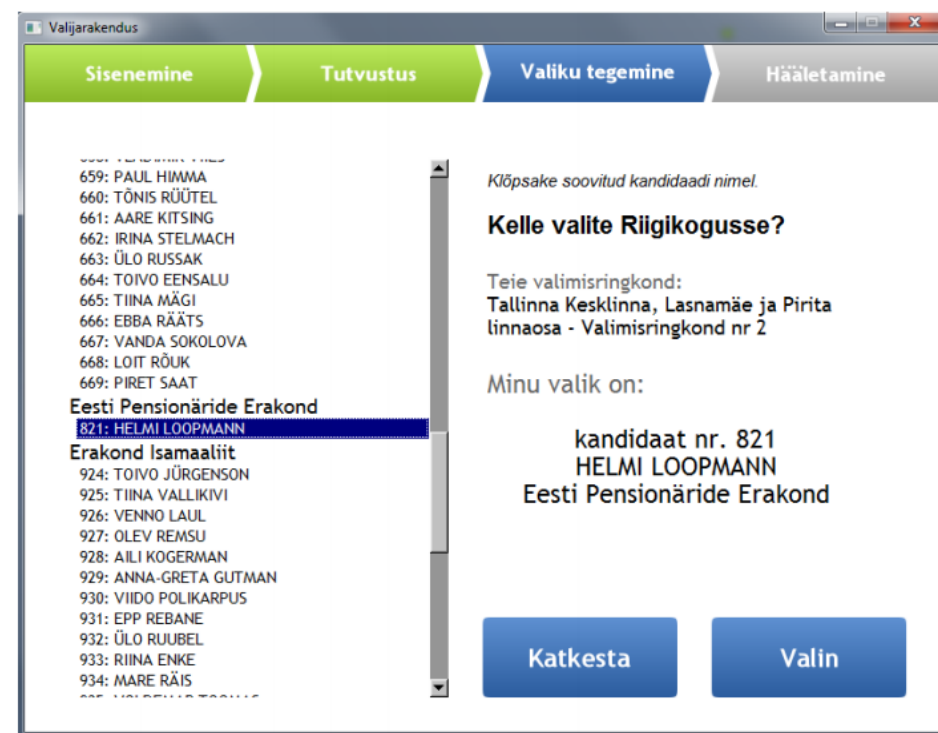 Valijarakendus
Sisenemine
Tutvustus
Valiku tegemine
Hääletamine
659: PAUL HIMMA
660: TÕNIS RÜÜTEL
661: AARE KITSING
662: IRINA STELMACH
663: ÜLO RUSSAK
664: TOIVO EENSALU
665: TIINA MÄGI
666: EBBA RÄÄTS
667: VANDA SOKOLOVA
668: LOIT RÕUK
669: PIRET SAAT
Eesti Pensionäride Erakond
821: HELMI LOOPMANN
Erakond Isamaaliit
924: TOIVO JÜRGENSON
925: TIINA VALLIKIVI
926: VENNO LAUL
927: OLEV REMSU
928: AILI KOGERMAN
929: ANNA-GRETA GUTMAN
930: VIIDO POLIKARPUS
931: EPP REBANE
932: ÜLO RUUBEL
933: RIINA ENKE
934: MARE RÄIS
Klõpsake soovitud kandidaadi nimel.
Kelle valite Riigikogusse?
Teie valimisringkond:
Tallinna Kesklinna, Lasnamäe ja Pirita
linnaosa - Valimisringkond nr 2
Minu valik on:
kandidaat nr. 821
HELMI LOOPMANN
Eesti Pensionäride Erakond
Katkesta
Valin